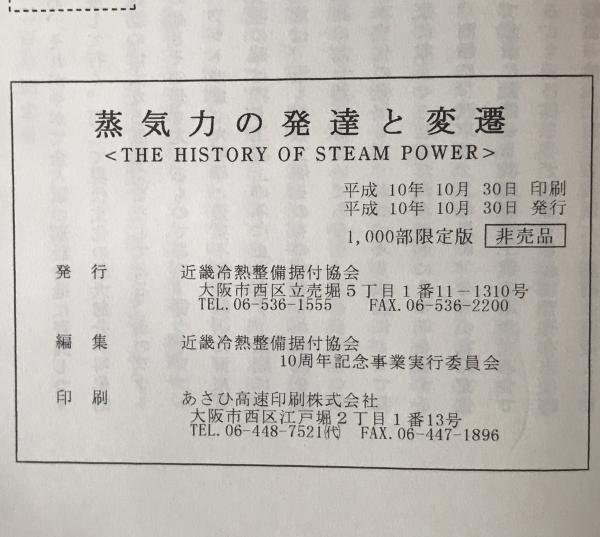 蒸気力の発達と変遷
<THE HISTORY OF STEAM POWER>
平成 10年 10月 30日 印刷
平成 10年 10月 30日 発行
1,000部限定版 非売品
発行 近畿冷熱整備据付協会
大阪市西区立売堀5丁目1番11－1310号
TEL.06-536-1555 FAX.06-536-2200
編集 近畿冷熱整備据付協会
10周年記念事業実行委員会
印刷 あさひ高速印刷株式会社
大阪市西区江戸堀2丁目1番13号
TEL.06-448-7521㈹ FAX.06-447-1896